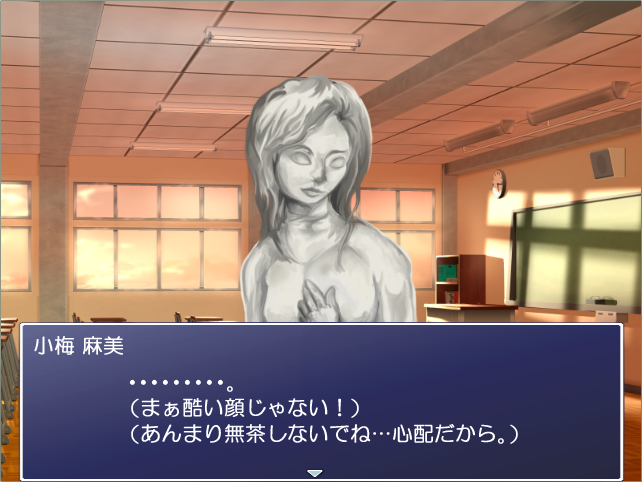 小梅 麻美
・・・・・・・・・。
（まぁ酷い顔じゃない！）
（あんまり無茶しないでね…心配だから。）